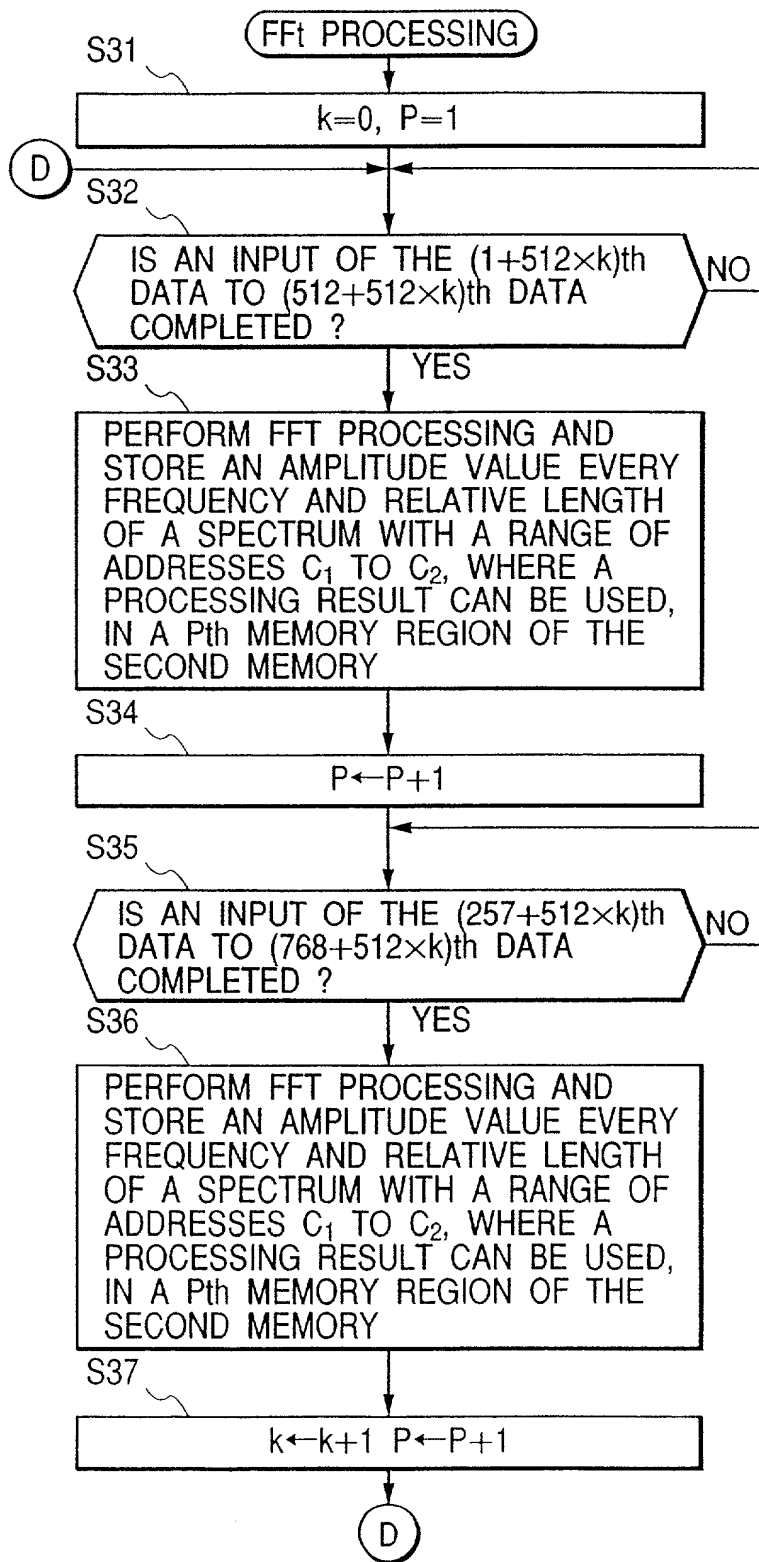 FFt PROCESSING
S31
k=0, P=1
D
S32
IS AN INPUT OF THE (1+512×k)th
DATA TO (512+512×k)th DATA
COMPLETED ?
NO
YES
S33
PERFORM FFT PROCESSING AND
STORE AN AMPLITUDE VALUE EVERY
FREQUENCY AND RELATIVE LENGTH
OF A SPECTRUM WITH A RANGE OF
ADDRESSES C₁ TO C₂, WHERE A
PROCESSING RESULT CAN BE USED,
IN A Pth MEMORY REGION OF THE
SECOND MEMORY
S34
P←P+1
S35
IS AN INPUT OF THE (257+512×k)th
DATA TO (768+512×k)th DATA
COMPLETED ?
NO
YES
S36
PERFORM FFT PROCESSING AND
STORE AN AMPLITUDE VALUE EVERY
FREQUENCY AND RELATIVE LENGTH
OF A SPECTRUM WITH A RANGE OF
ADDRESSES C₁ TO C₂, WHERE A
PROCESSING RESULT CAN BE USED,
IN A Pth MEMORY REGION OF THE
SECOND MEMORY
S37
k←k+1 P←P+1
D